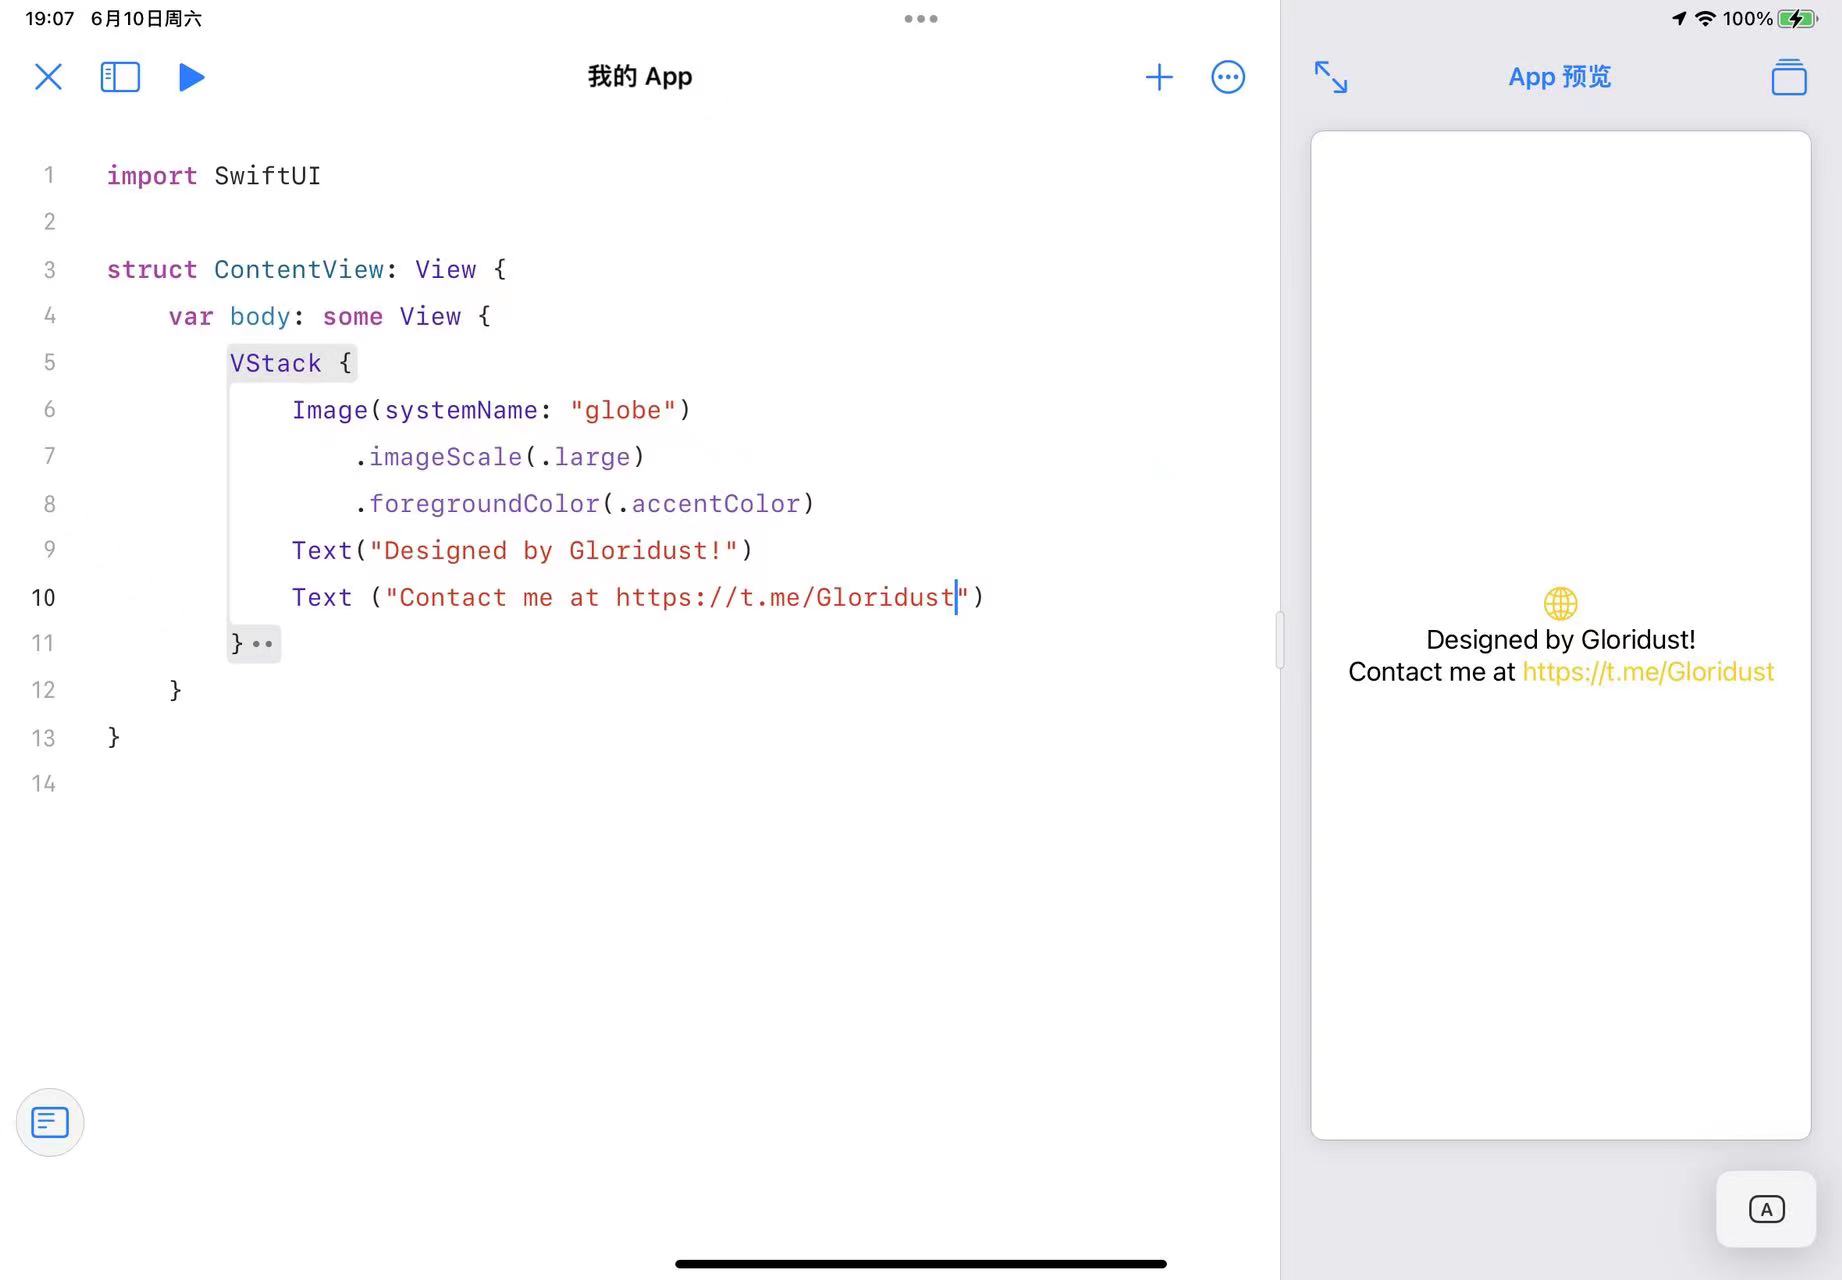 19:07 6月10日周六
100%
我的 App
App 预览
1 import SwiftUI
2
3 struct ContentView: View {
4 var body: some View {
5 VStack {
6 Image(systemName: "globe")
7 .imageScale(.large)
8 .foregroundColor(.accentColor)
9 Text("Designed by Gloridust!")
10 Text ("Contact me at https://t.me/Gloridust")
11 }
12 }
13 }
14
Designed by Gloridust!
Contact me at https://t.me/Gloridust
A